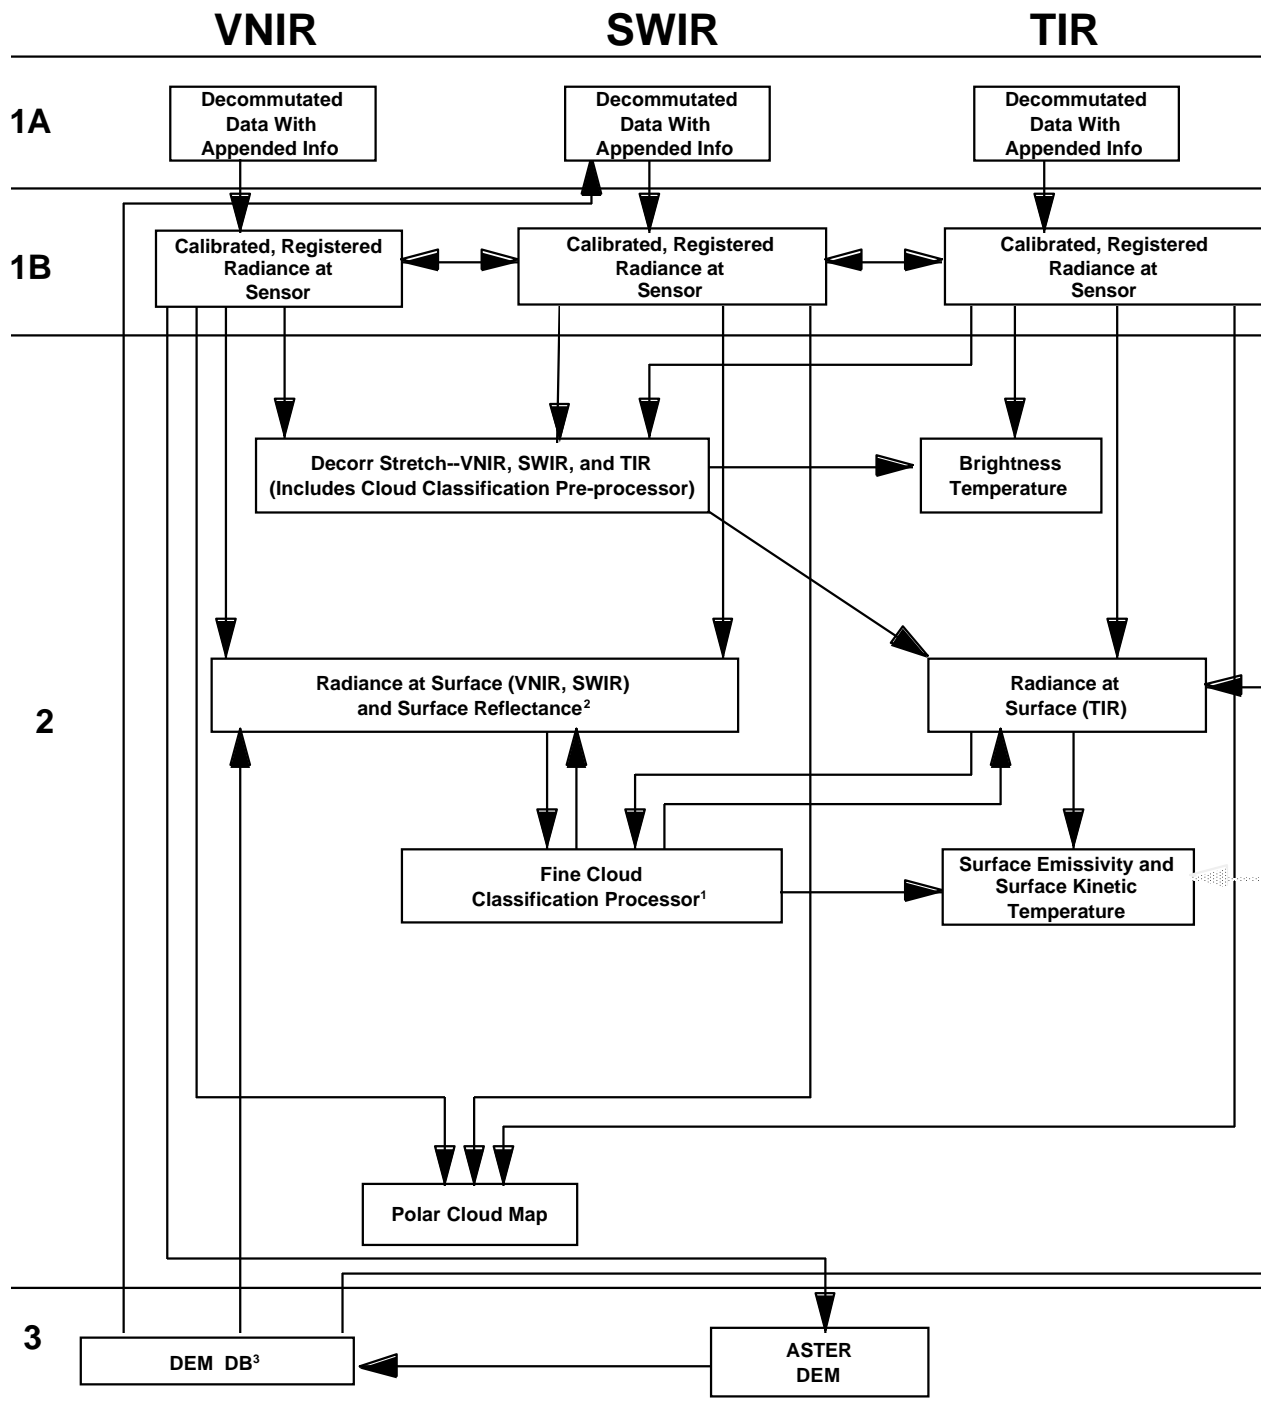 VNIR SWIR TIR
1A
Decommutated
Data With
Appended Info
Decommutated
Data With
Appended Info
Decommutated
Data With
Appended Info
1B
Calibrated, Registered
Radiance at
Sensor
Calibrated, Registered
Radiance at
Sensor
Calibrated, Registered
Radiance at
Sensor
2
Decorr Stretch--VNIR, SWIR, and TIR
(Includes Cloud Classification Pre-processor)
Brightness
Temperature
Radiance at Surface (VNIR, SWIR)
and Surface Reflectance²
Radiance at
Surface (TIR)
Fine Cloud
Classification Processor¹
Surface Emissivity and
Surface Kinetic
Temperature
Polar Cloud Map
3
DEM DB³
ASTER
DEM